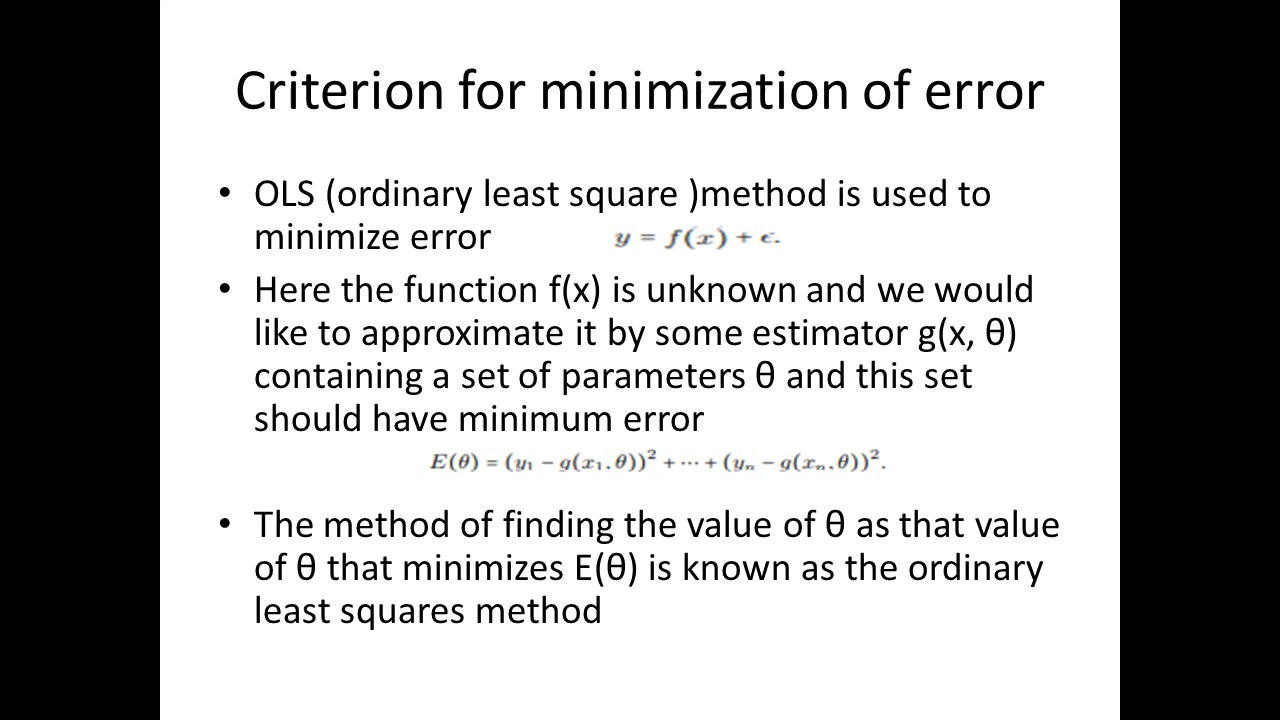 Criterion for minimization of error
• OLS (ordinary least square )method is used to
minimize error y = f(x) + ϵ.
• Here the function f(x) is unknown and we would
like to approximate it by some estimator g(x, θ)
containing a set of parameters θ and this set
should have minimum error
E(θ) = (y₁ − g(x₁, θ))² + ··· + (yₙ − g(xₙ, θ))².
• The method of finding the value of θ as that value
of θ that minimizes E(θ) is known as the ordinary
least squares method